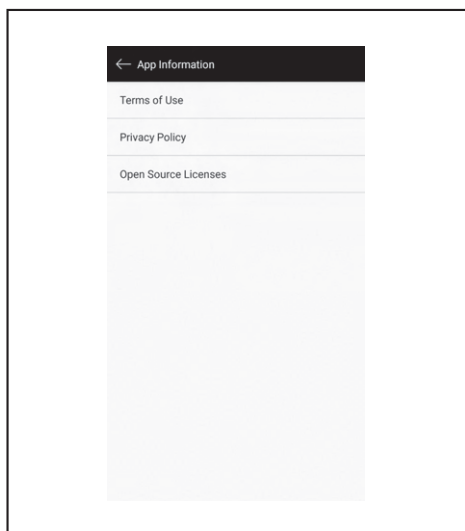 App Information
Terms of Use
Privacy Policy
Open Source Licenses